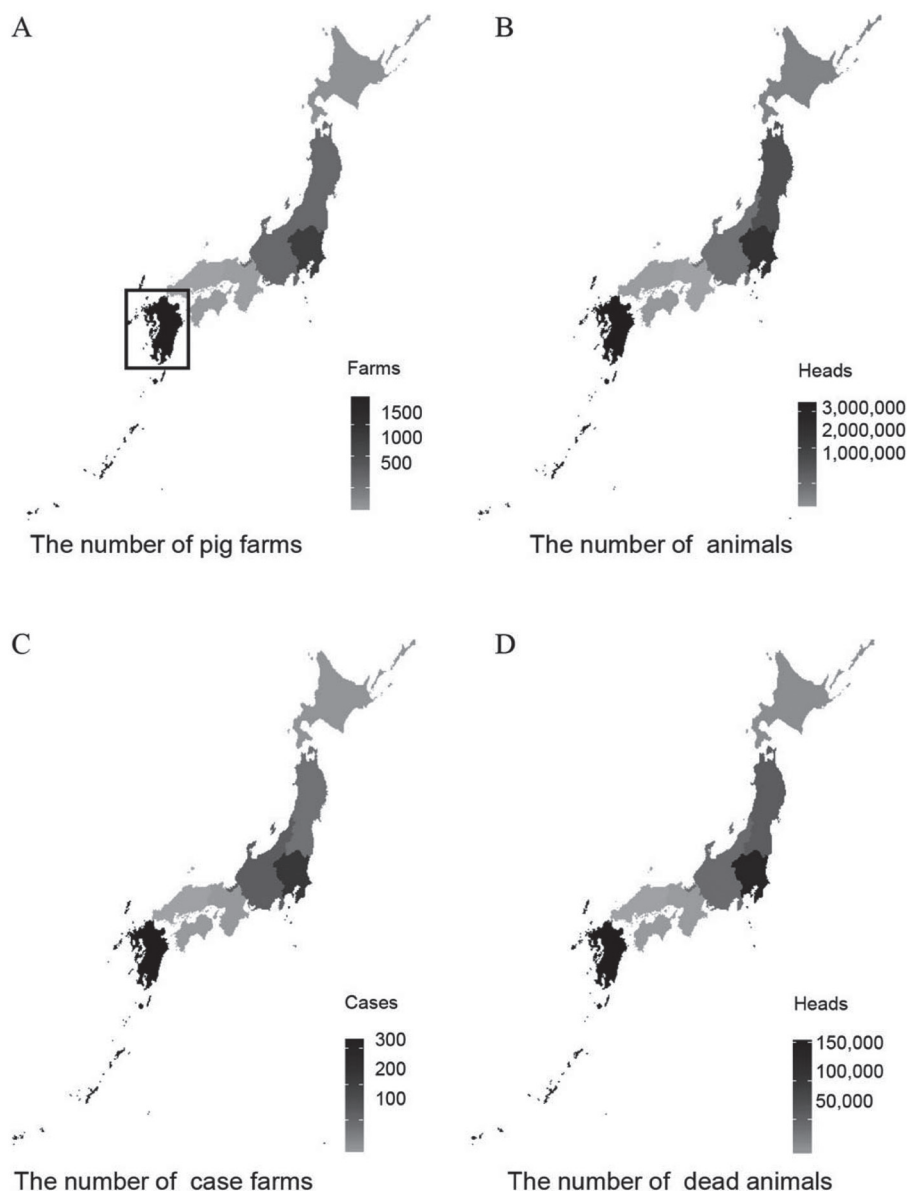 A
B
Farms
1500
1000
500
Heads
3,000,000
2,000,000
1,000,000
The number of pig farms
The number of animals
C
D
Cases
300
200
100
Heads
150,000
100,000
50,000
The number of case farms
The number of dead animals